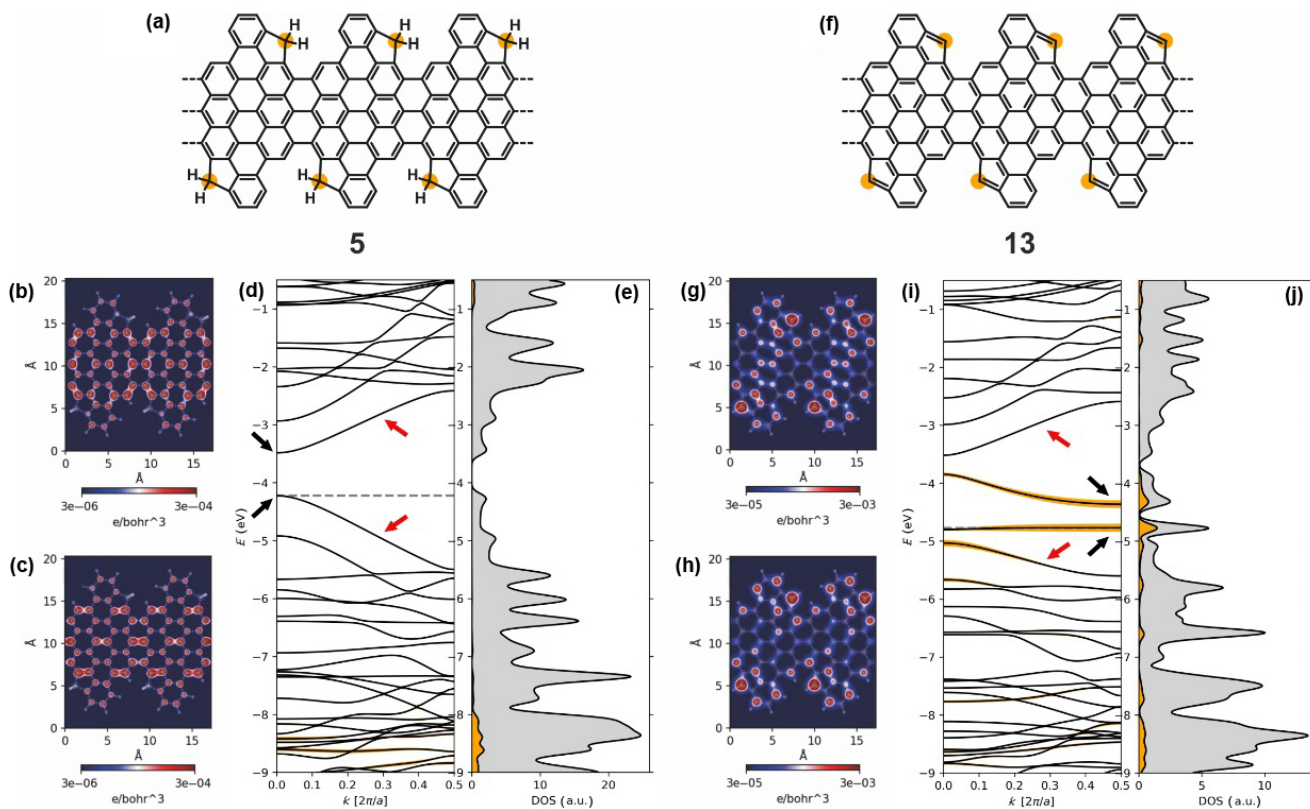 (a)
H H H H H H
H H H H H H
5
(f)
13
(b)
20
15
10
5
0
Å
0 5 10 15
Å
3e-06 3e-04
e/bohr^3
(c)
20
15
10
5
0
Å
0 5 10 15
3e-06 3e-04
e/bohr^3
(d)
−1
−2
−3
−4
−5
−6
−7
−8
−9
E (eV)
0.0 0.1 0.2 0.3 0.4 0.5
k [2π/a]
(e)
−1
−2
−3
−4
−5
−6
−7
−8
−9
0 10 20
DOS (a.u.)
(g)
20
15
10
5
0
Å
0 5 10 15
Å
3e-05 3e-03
e/bohr^3
(h)
20
15
10
5
0
Å
0 5 10 15
3e-05 3e-03
e/bohr^3
(i)
−1
−2
−3
−4
−5
−6
−7
−8
−9
E (eV)
0.0 0.1 0.2 0.3 0.4 0.5
k [2π/a]
(j)
−1
−2
−3
−4
−5
−6
−7
−8
−9
0 5 10
DOS (a.u.)